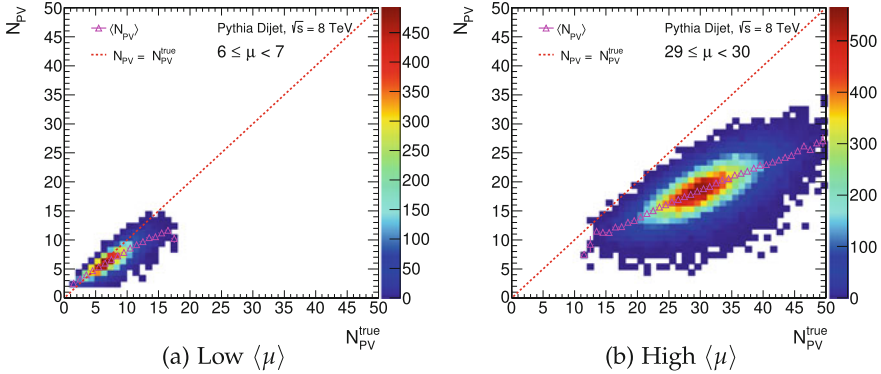 N_PV
50
45
40
35
30
25
20
15
10
5
0
0 5 10 15 20 25 30 35 40 45 50
N_PV^true
⟨N_PV⟩
N_PV = N_PV^true
Pythia Dijet, √s = 8 TeV
6 ≤ μ < 7
450
400
350
300
250
200
150
100
50
0
(a) Low ⟨μ⟩
N_PV
50
45
40
35
30
25
20
15
10
5
0
0 5 10 15 20 25 30 35 40 45 50
N_PV^true
⟨N_PV⟩
N_PV = N_PV^true
Pythia Dijet, √s = 8 TeV
29 ≤ μ < 30
500
400
300
200
100
0
(b) High ⟨μ⟩